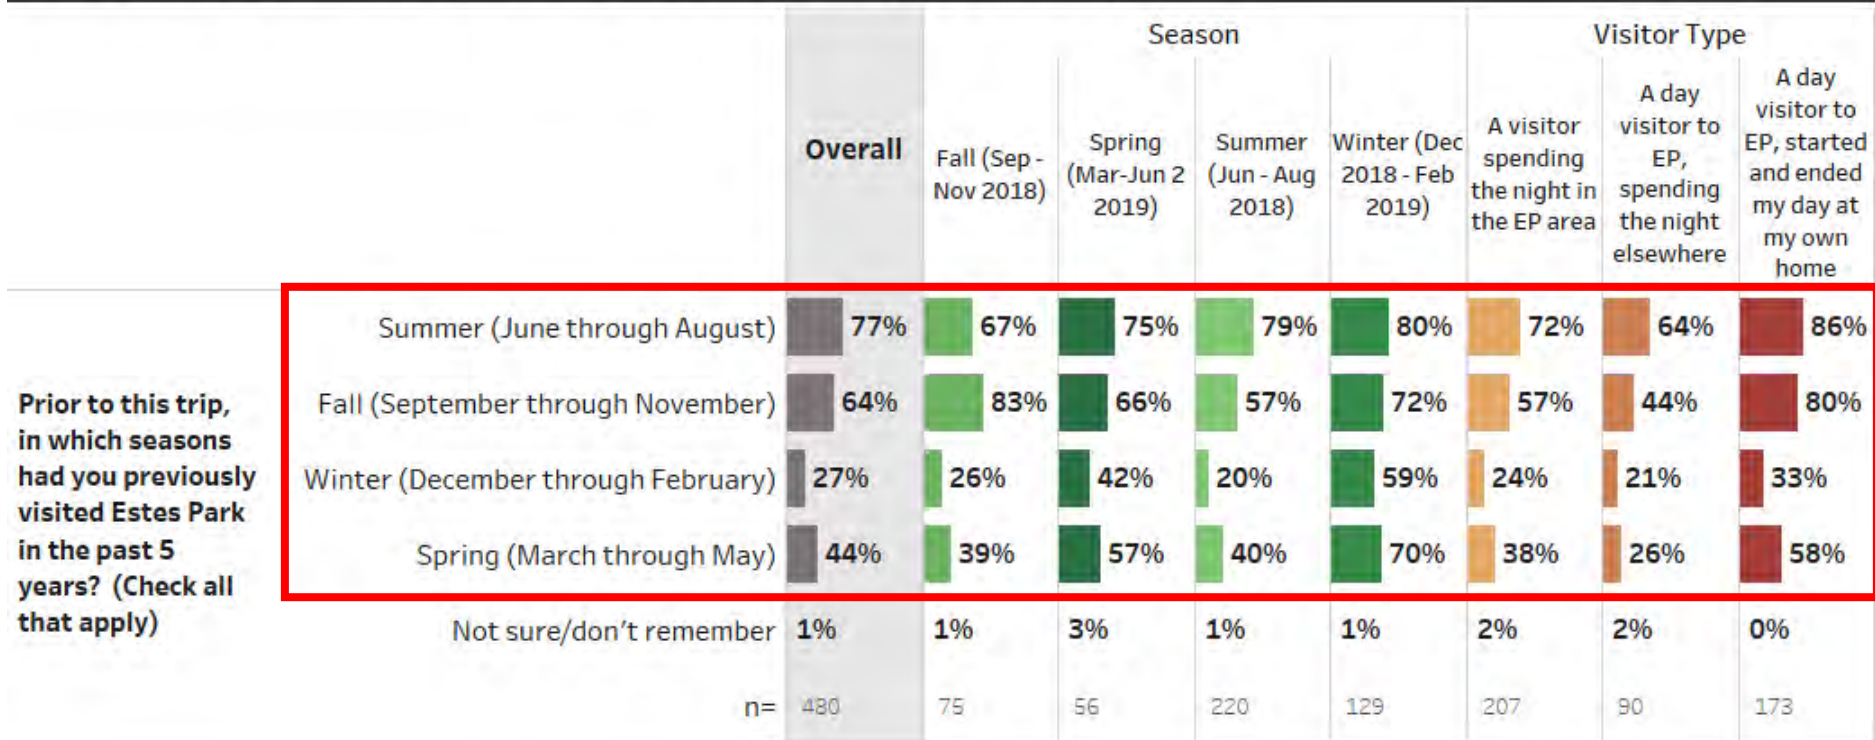 Season Visitor Type
Overall
Fall (Sep -
Nov 2018)
Spring
(Mar-Jun 2
2019)
Summer
(Jun - Aug
2018)
Winter (Dec
2018 - Feb
2019)
A visitor
spending
the night in
the EP area
A day
visitor to
EP,
spending
the night
elsewhere
A day
visitor to
EP, started
and ended
my day at
my own
home
Prior to this trip,
in which seasons
had you previously
visited Estes Park
in the past 5
years? (Check all
that apply)
Summer (June through August) 77% 67% 75% 79% 80% 72% 64% 86%
Fall (September through November) 64% 83% 66% 57% 72% 57% 44% 80%
Winter (December through February) 27% 26% 42% 20% 59% 24% 21% 33%
Spring (March through May) 44% 39% 57% 40% 70% 38% 26% 58%
Not sure/don't remember 1% 1% 3% 1% 1% 2% 2% 0%
n= 480 75 56 220 129 207 90 173